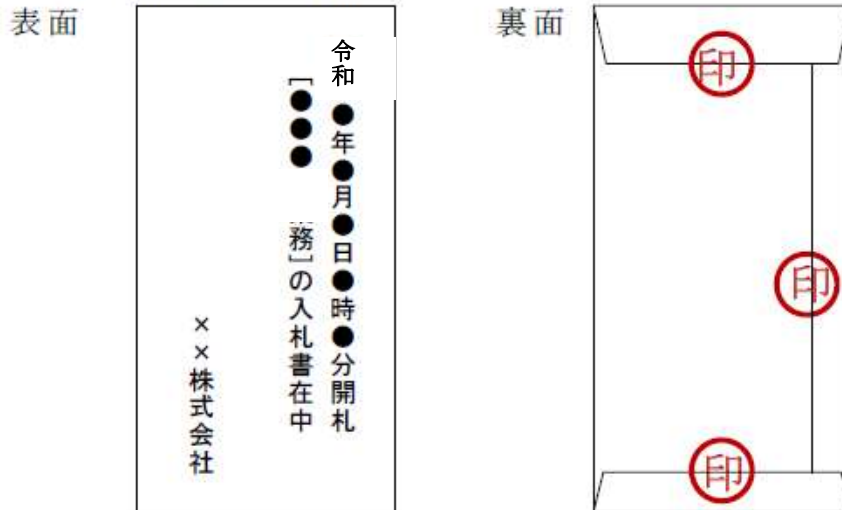 表面
令和 ●年●月●日●時●分開札
[●●● 務]の入札書在中
××株式会社
裏面
印
印
印